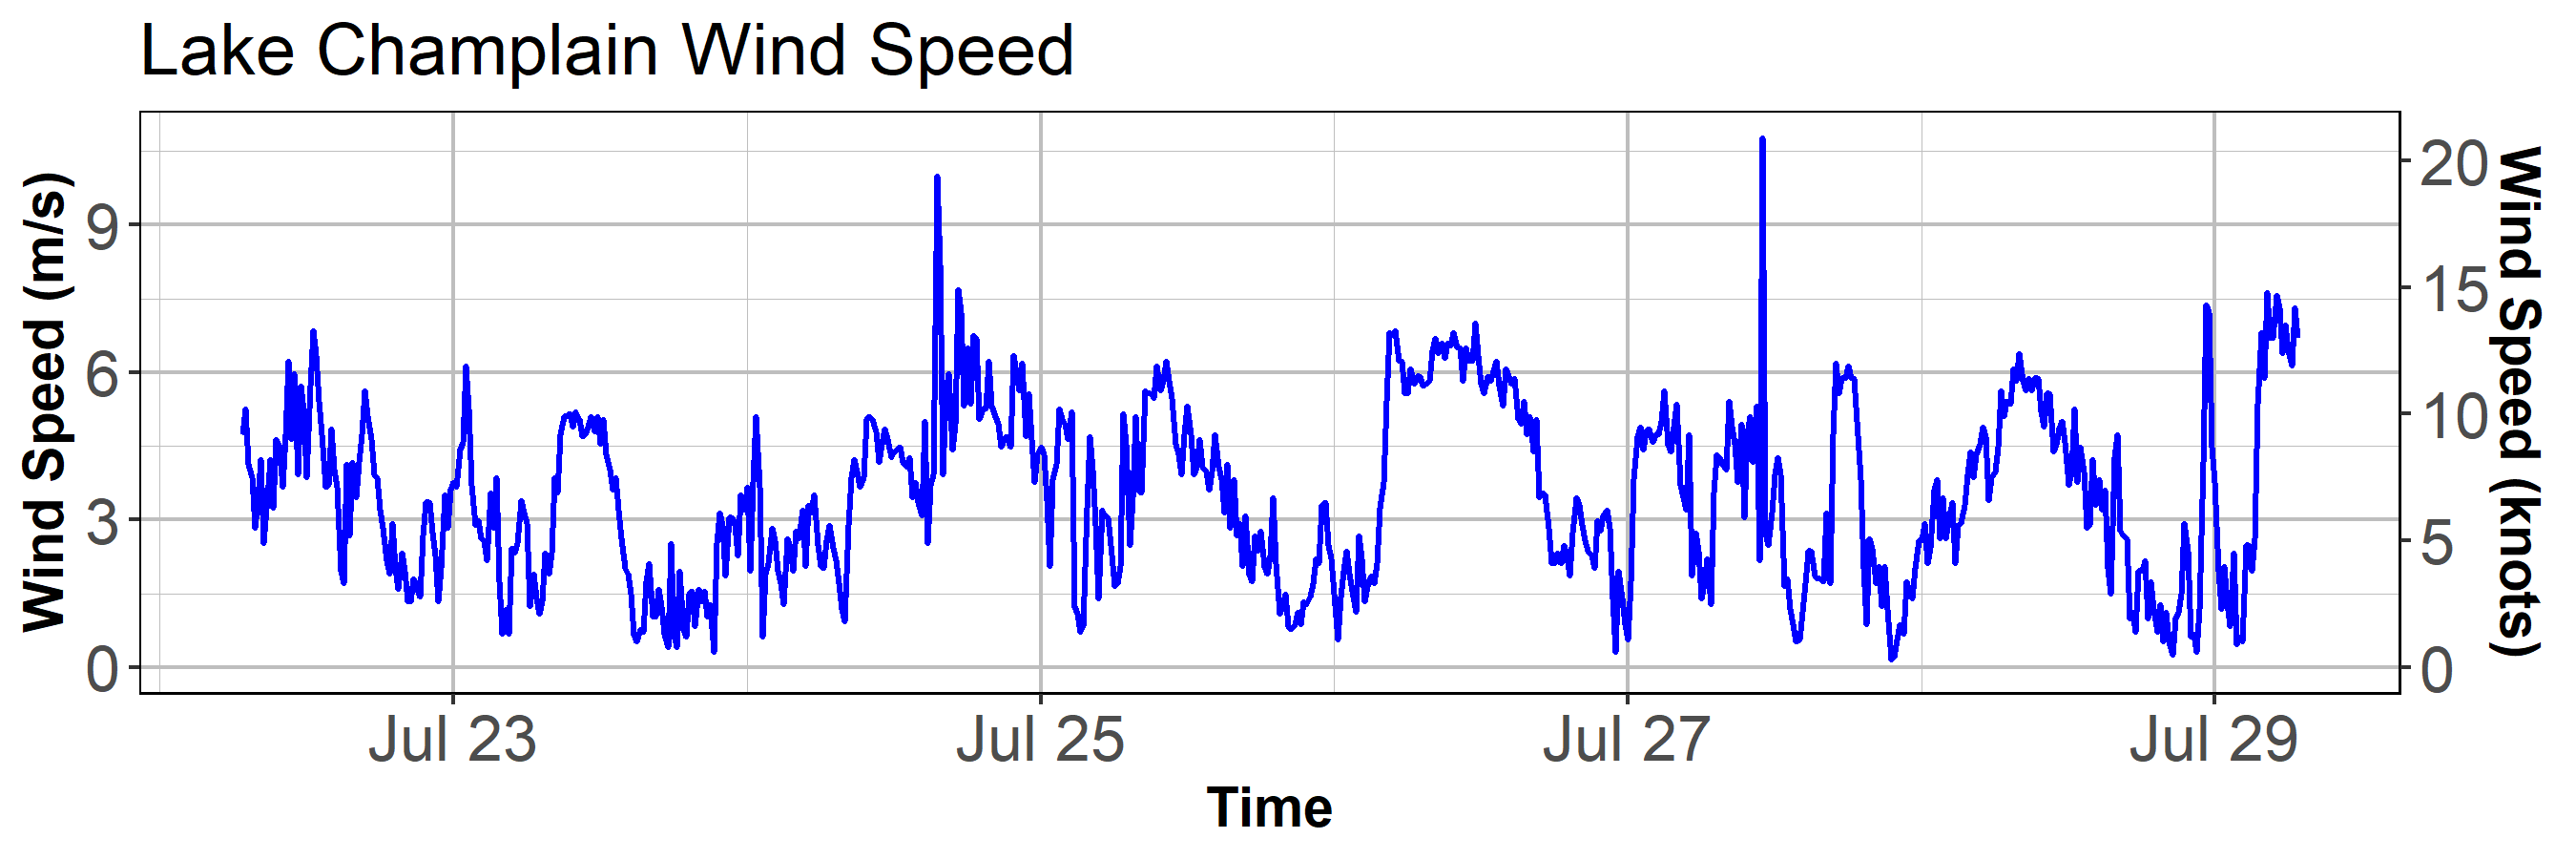 Lake Champlain Wind Speed
Wind Speed (m/s)
9
6
3
0
20
15
10
5
0
Wind Speed (knots)
Jul 23
Jul 25
Jul 27
Jul 29
Time